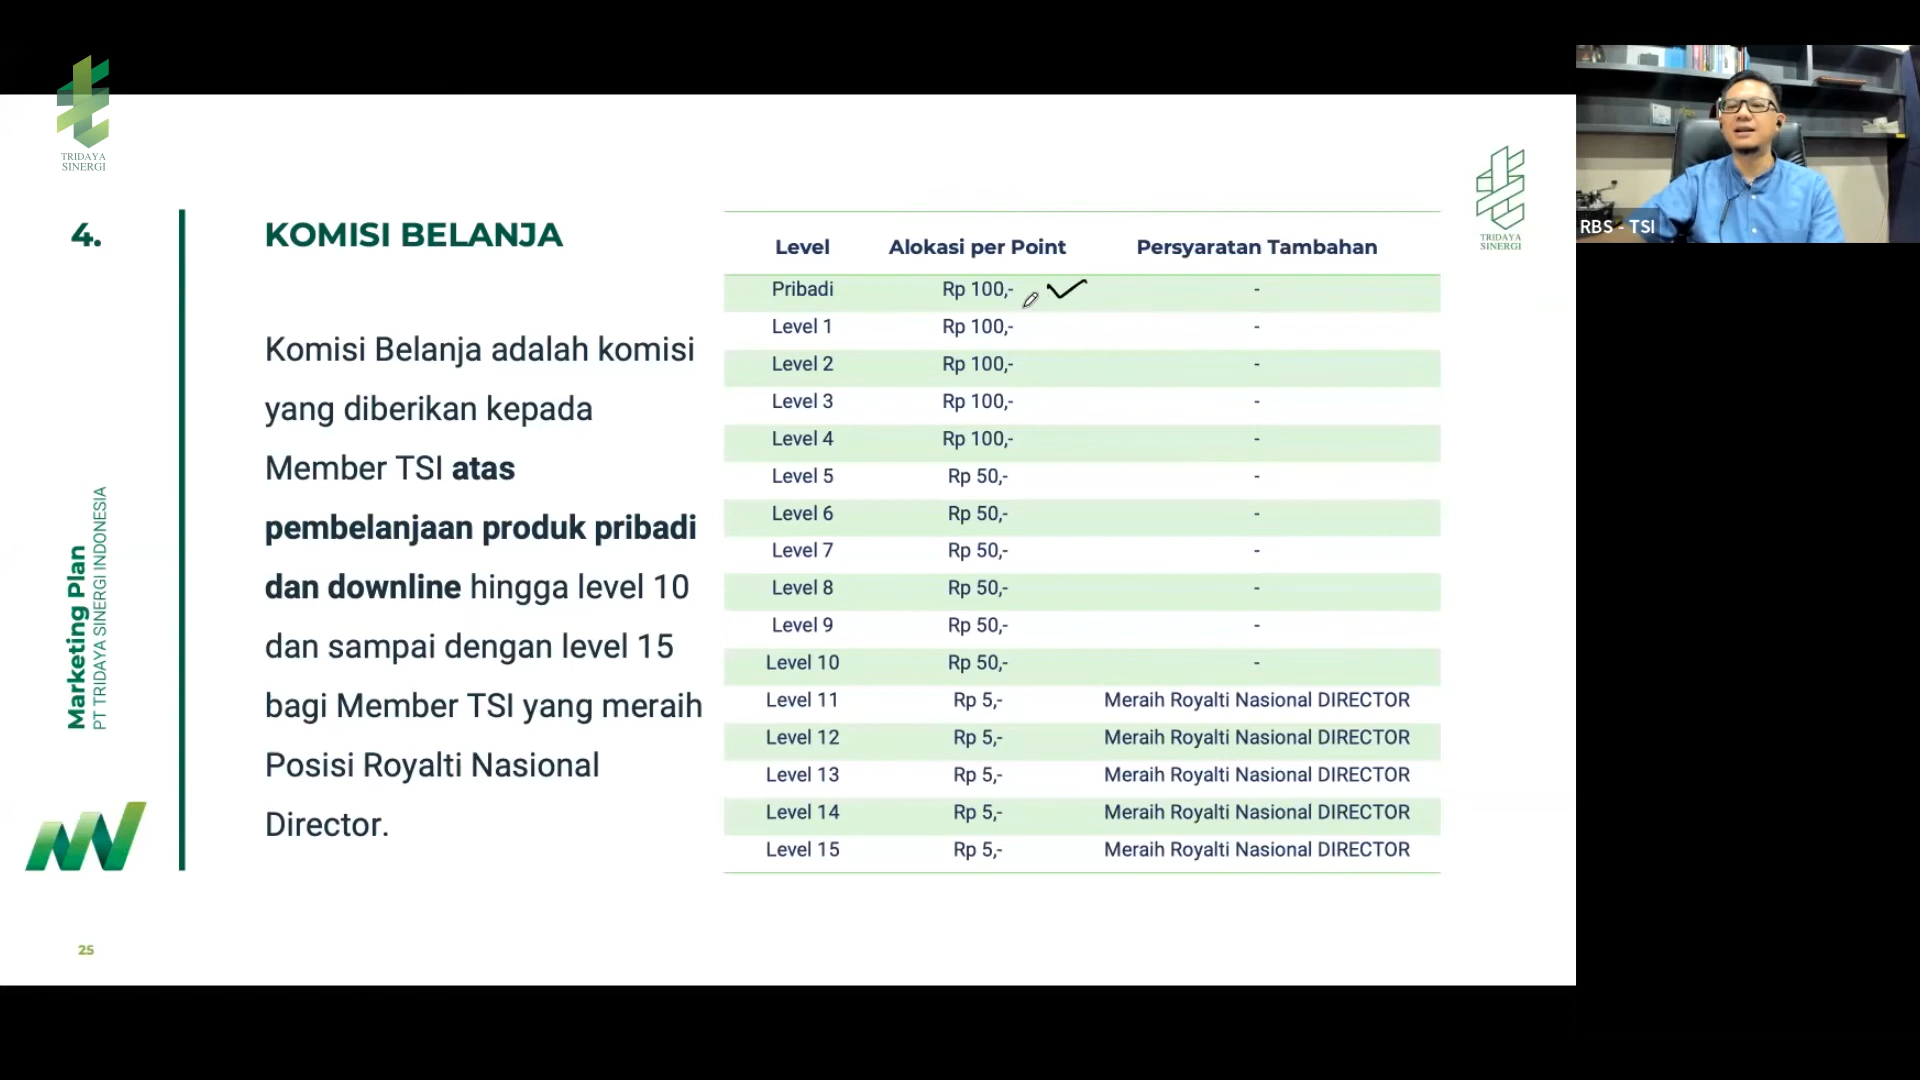 TRIDAYA
SINERGI
4.
KOMISI BELANJA
Komisi Belanja adalah komisi
yang diberikan kepada
Member TSI atas
pembelanjaan produk pribadi
dan downline hingga level 10
dan sampai dengan level 15
bagi Member TSI yang meraih
Posisi Royalti Nasional
Director.
Level Alokasi per Point Persyaratan Tambahan
Pribadi Rp 100,- -
Level 1 Rp 100,- -
Level 2 Rp 100,- -
Level 3 Rp 100,- -
Level 4 Rp 100,- -
Level 5 Rp 50,- -
Level 6 Rp 50,- -
Level 7 Rp 50,- -
Level 8 Rp 50,- -
Level 9 Rp 50,- -
Level 10 Rp 50,- -
Level 11 Rp 5,- Meraih Royalti Nasional DIRECTOR
Level 12 Rp 5,- Meraih Royalti Nasional DIRECTOR
Level 13 Rp 5,- Meraih Royalti Nasional DIRECTOR
Level 14 Rp 5,- Meraih Royalti Nasional DIRECTOR
Level 15 Rp 5,- Meraih Royalti Nasional DIRECTOR
TRIDAYA
SINERGI
RBS - TSI
Marketing Plan
PT TRIDAYA SINERGI INDONESIA
25